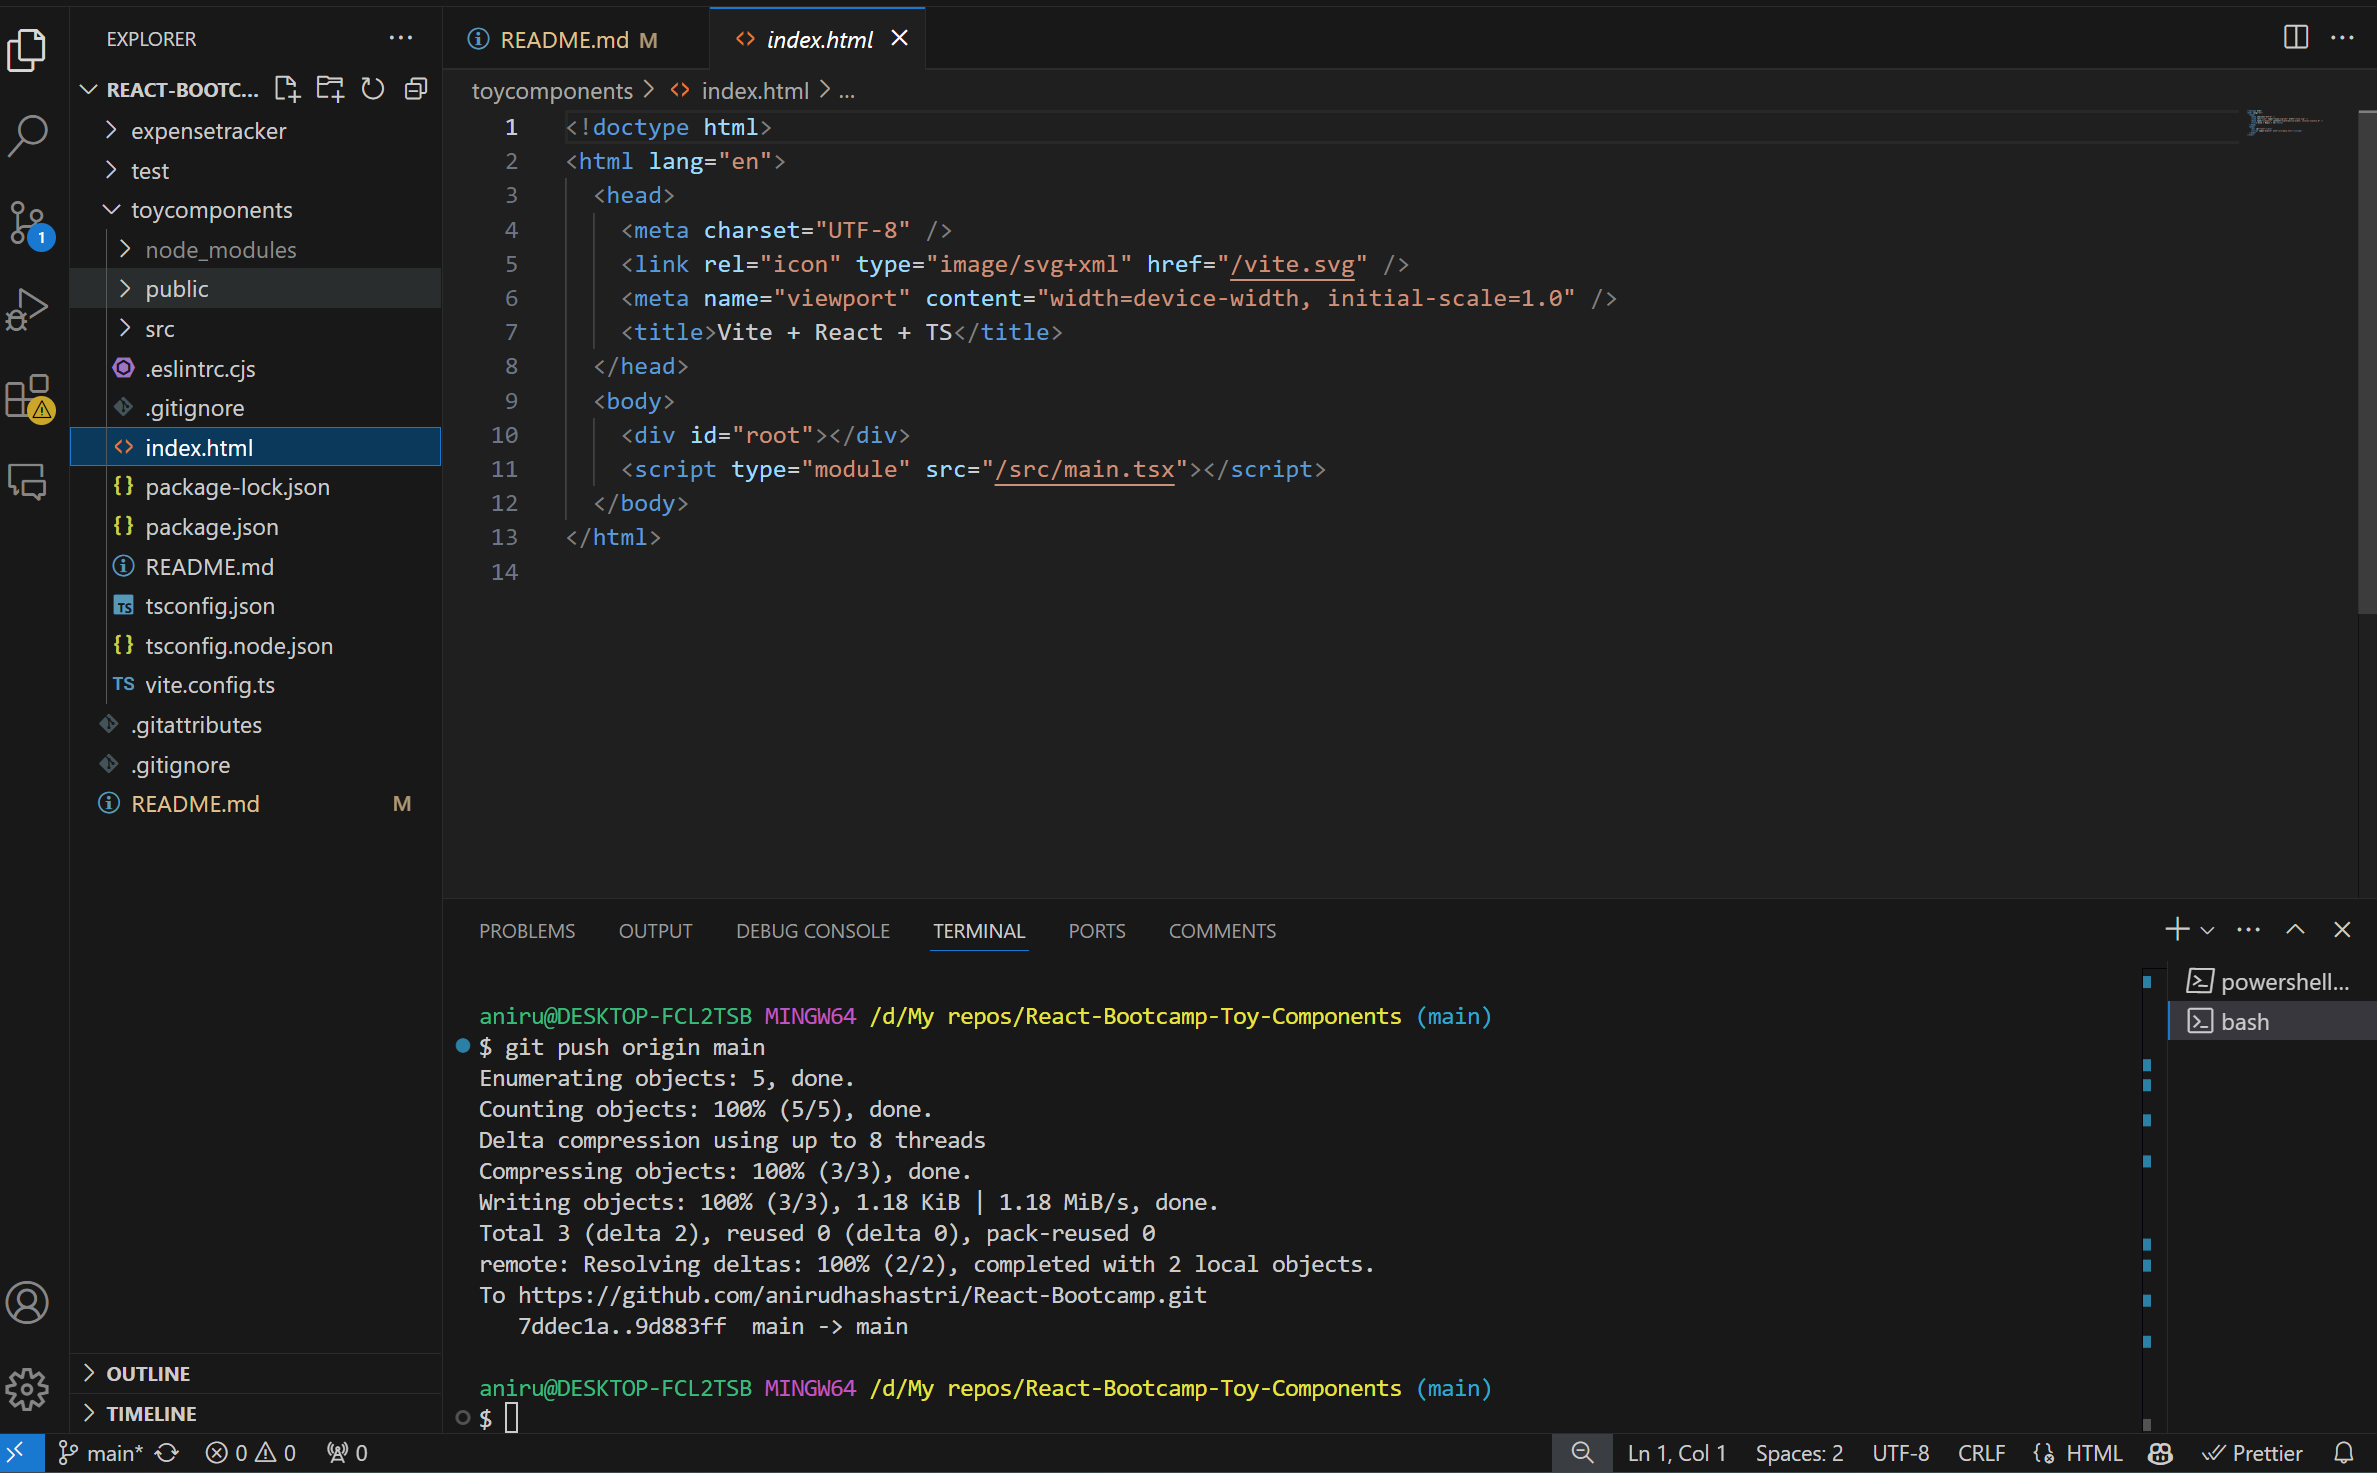 EXPLORER
REACT-BOOTC...
expensetracker
test
toycomponents
node_modules
public
src
.eslintrc.cjs
.gitignore
index.html
{} package-lock.json
{} package.json
README.md
TS tsconfig.json
{} tsconfig.node.json
TS vite.config.ts
.gitattributes
.gitignore
README.md M
OUTLINE
TIMELINE
1
README.md M
index.html
toycomponents > index.html > ...
1 <!doctype html>
2 <html lang="en">
3 <head>
4 <meta charset="UTF-8" />
5 <link rel="icon" type="image/svg+xml" href="/vite.svg" />
6 <meta name="viewport" content="width=device-width, initial-scale=1.0" />
7 <title>Vite + React + TS</title>
8 </head>
9 <body>
10 <div id="root"></div>
11 <script type="module" src="/src/main.tsx"></script>
12 </body>
13 </html>
14
PROBLEMS OUTPUT DEBUG CONSOLE TERMINAL PORTS COMMENTS
powershell...
bash
aniru@DESKTOP-FCL2TSB MINGW64 /d/My repos/React-Bootcamp-Toy-Components (main)
$ git push origin main
Enumerating objects: 5, done.
Counting objects: 100% (5/5), done.
Delta compression using up to 8 threads
Compressing objects: 100% (3/3), done.
Writing objects: 100% (3/3), 1.18 KiB | 1.18 MiB/s, done.
Total 3 (delta 2), reused 0 (delta 0), pack-reused 0
remote: Resolving deltas: 100% (2/2), completed with 2 local objects.
To https://github.com/anirudhashastri/React-Bootcamp.git
7ddec1a..9d883ff main -> main
aniru@DESKTOP-FCL2TSB MINGW64 /d/My repos/React-Bootcamp-Toy-Components (main)
$
main* 0 0 0 Ln 1, Col 1 Spaces: 2 UTF-8 CRLF HTML Prettier